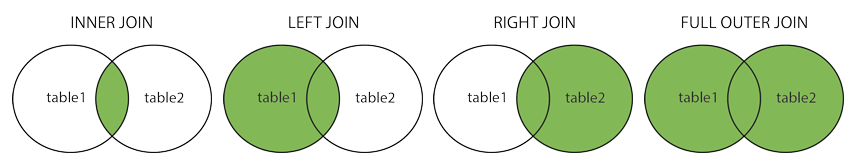 INNER JOIN
LEFT JOIN
RIGHT JOIN
FULL OUTER JOIN
table1
table2
table1
table2
table1
table2
table1
table2